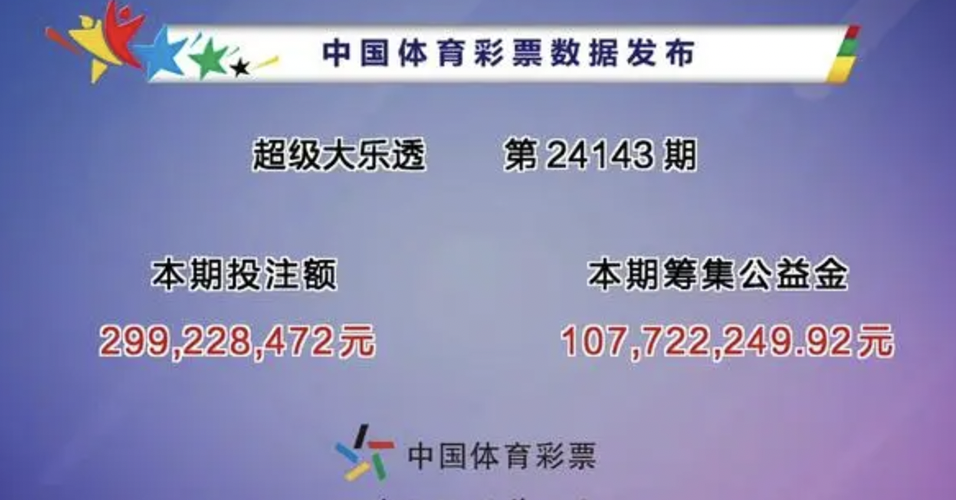 中国体育彩票数据发布
超级大乐透 第24143期
本期投注额 本期筹集公益金
299,228,472元 107,722,249.92元
中国体育彩票